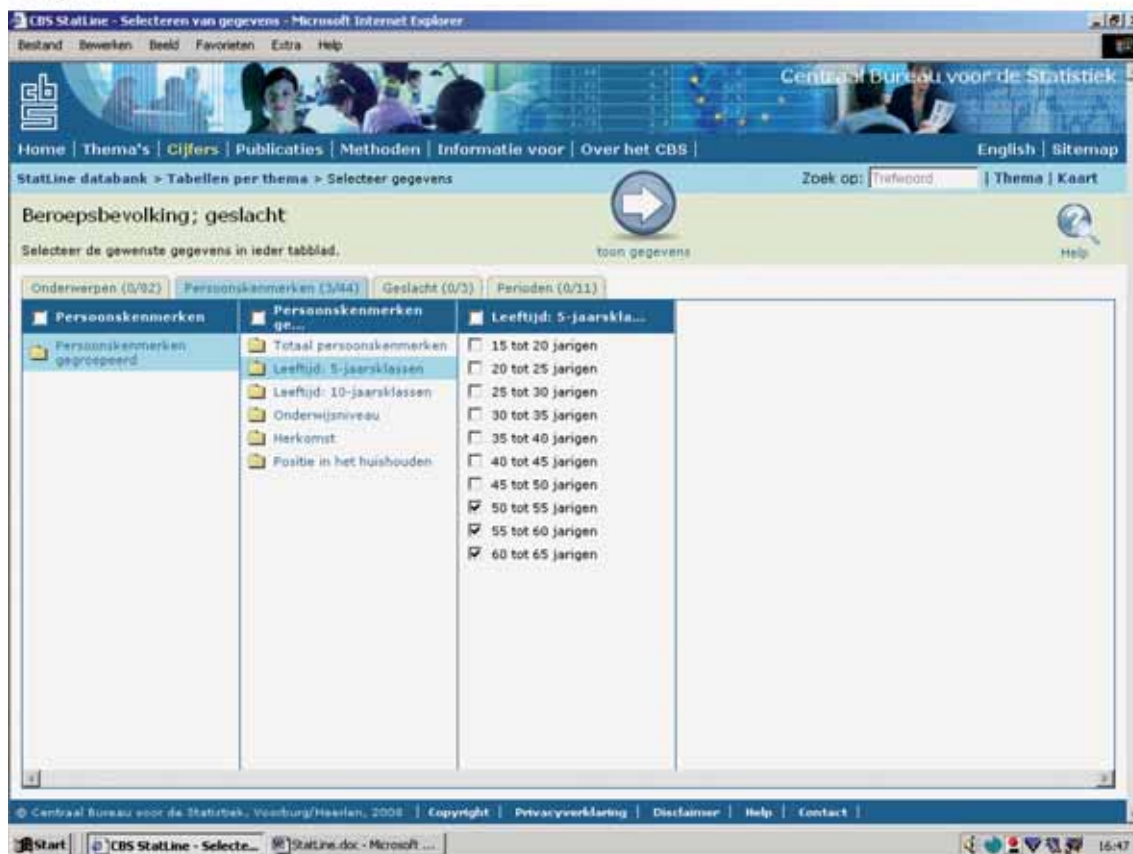 CBS StatLine - Selecteren van gegevens - Microsoft Internet Explorer
Bestand Bewerken Beeld Favorieten Extra Help
Centraal Bureau voor de Statistiek
Home | Thema's | Cijfers | Publicaties | Methoden | Informatie voor | Over het CBS | English | Sitemap
StatLine databank > Tabellen per thema > Selecteer gegevens Zoek op: Trefwoord | Thema | Kaart
Beroepsbevolking; geslacht
Selecteer de gewenste gegevens in ieder tabblad.
toon gegevens
Help
Onderwerpen (0/82) Persoonskenmerken (3/44) Geslacht (0/3) Perioden (0/11)
Persoonskenmerken
Persoonskenmerken
gegroepeerd
Persoonskenmerken
ge...
Totaal persoonskenmerken
Leeftijd: 5-jaarsklassen
Leeftijd: 10-jaarsklassen
Onderwijsniveau
Herkomst
Positie in het huishouden
Leeftijd: 5-jaarskla...
15 tot 20 jarigen
20 tot 25 jarigen
25 tot 30 jarigen
30 tot 35 jarigen
35 tot 40 jarigen
40 tot 45 jarigen
45 tot 50 jarigen
50 tot 55 jarigen
55 tot 60 jarigen
60 tot 65 jarigen
© Centraal Bureau voor de Statistiek, Voorburg/Heerlen, 2008 | Copyright | Privacyverklaring | Disclaimer | Help | Contact |
Start CBS StatLine - Selecte... StatLine.doc - Microsoft ... 16:47